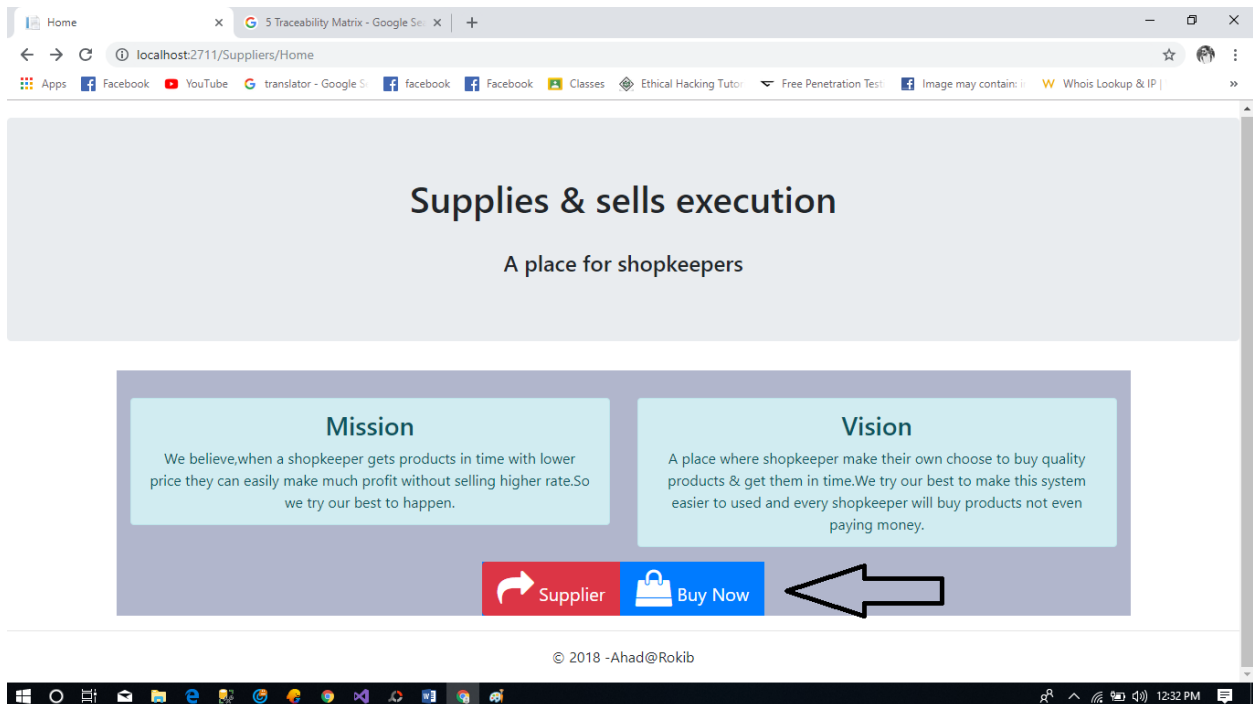 Home
5 Traceability Matrix - Google Se
localhost:2711/Suppliers/Home
Apps Facebook YouTube translator - Google S facebook Facebook Classes Ethical Hacking Tutor Free Penetration Test Image may contain: Whois Lookup & IP |
Supplies & sells execution
A place for shopkeepers
Mission
We believe,when a shopkeeper gets products in time with lower
price they can easily make much profit without selling higher rate.So
we try our best to happen.
Vision
A place where shopkeeper make their own choose to buy quality
products & get them in time.We try our best to make this system
easier to used and every shopkeeper will buy products not even
paying money.
Supplier
Buy Now
© 2018 -Ahad@Rokib
12:32 PM